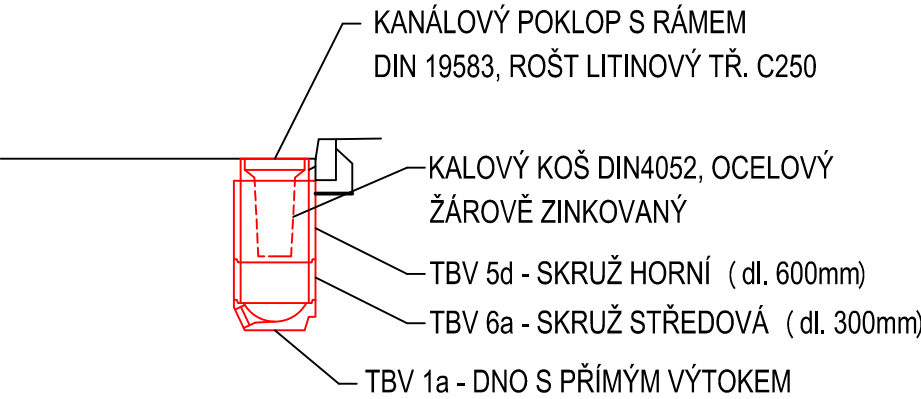 KANÁLOVÝ POKLOP S RÁMEM
DIN 19583, ROŠT LITINOVÝ TŘ. C250
KALOVÝ KOŠ DIN4052, OCELOVÝ
ŽÁROVĚ ZINKOVANÝ
TBV 5d - SKRUŽ HORNÍ ( dl. 600mm)
TBV 6a - SKRUŽ STŘEDOVÁ ( dl. 300mm)
TBV 1a - DNO S PŘÍMÝM VÝTOKEM